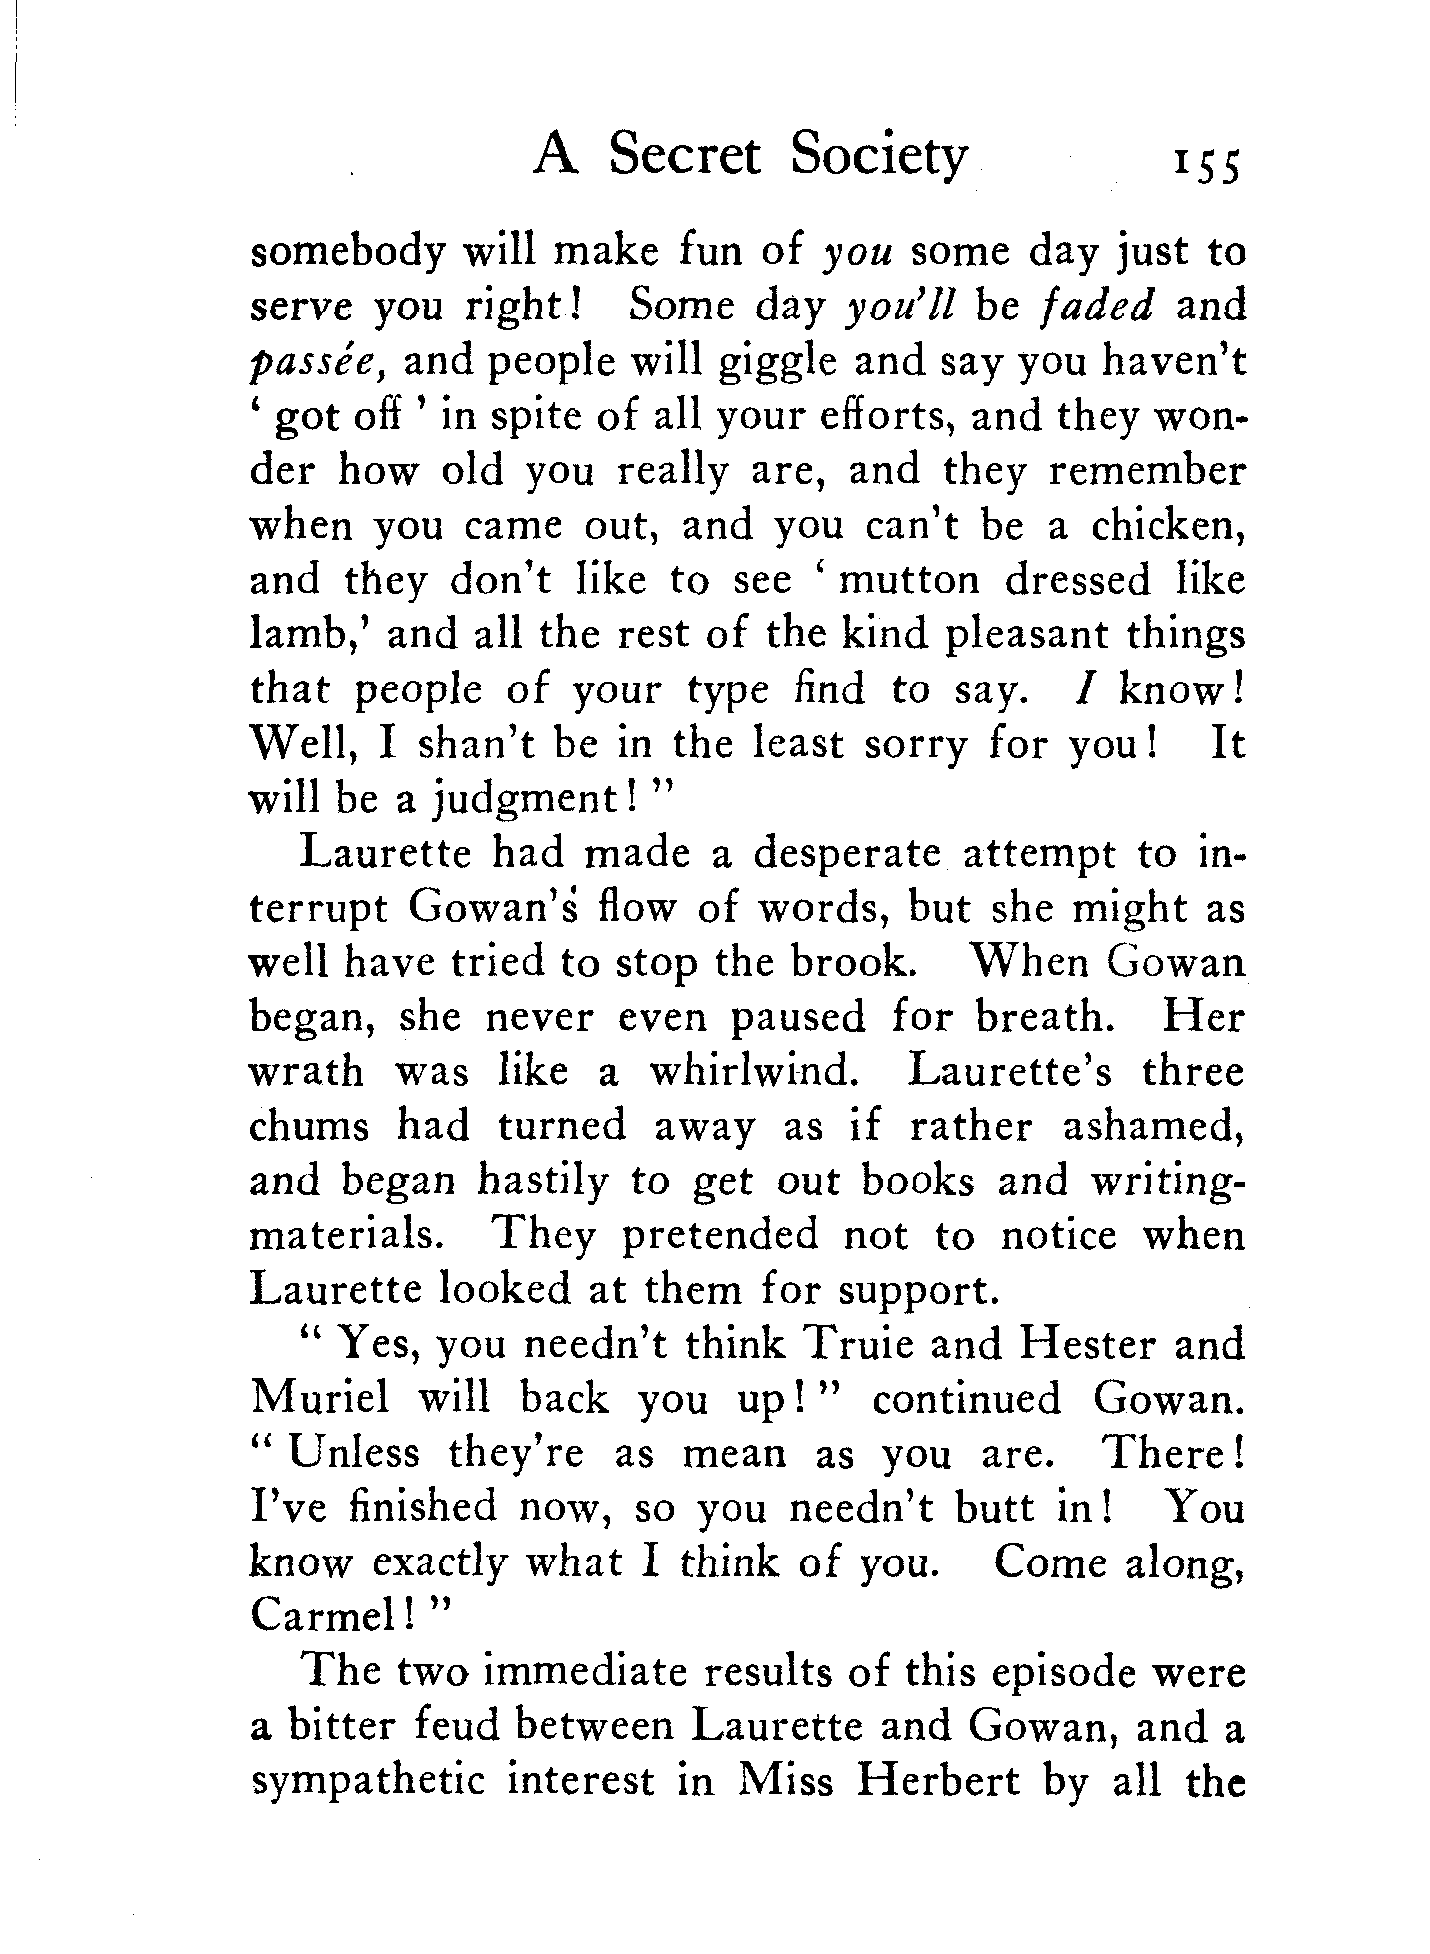 A Secret Society 155
somebody will make fun of you some day just to
serve you right! Some day you'll be faded and
passée, and people will giggle and say you haven't
‘ got off ’ in spite of all your efforts, and they won-
der how old you really are, and they remember
when you came out, and you can't be a chicken,
and they don't like to see ‘ mutton dressed like
lamb,’ and all the rest of the kind pleasant things
that people of your type find to say. I know!
Well, I shan't be in the least sorry for you! It
will be a judgment! ”
Laurette had made a desperate attempt to in-
terrupt Gowan's flow of words, but she might as
well have tried to stop the brook. When Gowan
began, she never even paused for breath. Her
wrath was like a whirlwind. Laurette's three
chums had turned away as if rather ashamed,
and began hastily to get out books and writing-
materials. They pretended not to notice when
Laurette looked at them for support.
“ Yes, you needn't think Truie and Hester and
Muriel will back you up! ” continued Gowan.
“ Unless they're as mean as you are. There!
I've finished now, so you needn't butt in! You
know exactly what I think of you. Come along,
Carmel! ”
The two immediate results of this episode were
a bitter feud between Laurette and Gowan, and a
sympathetic interest in Miss Herbert by all the